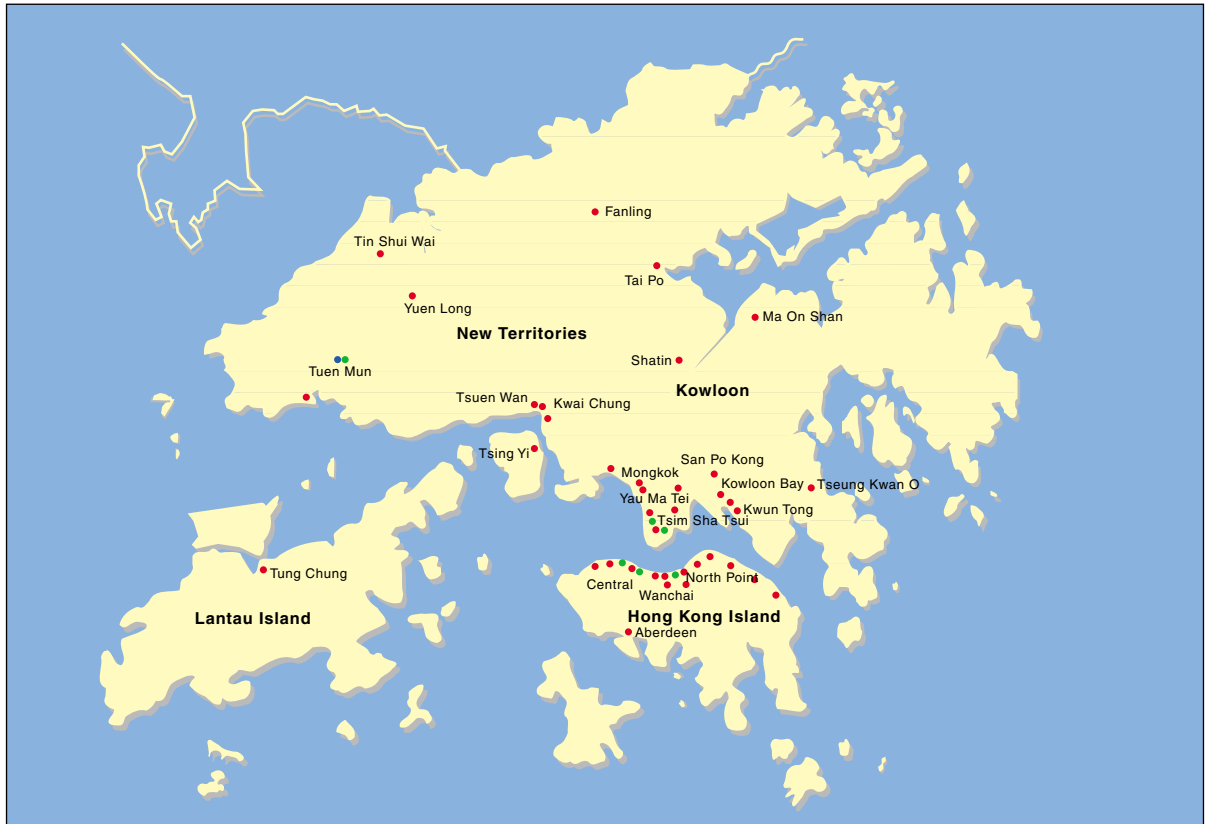 Fanling
Tin Shui Wai
Tai Po
Yuen Long
Ma On Shan
New Territories
Shatin
Tuen Mun
Kowloon
Tsuen Wan
Kwai Chung
Tsing Yi
San Po Kong
Mongkok
Kowloon Bay
Tseung Kwan O
Yau Ma Tei
Kwun Tong
Tsim Sha Tsui
Tung Chung
Central
North Point
Wanchai
Lantau Island
Hong Kong Island
Aberdeen